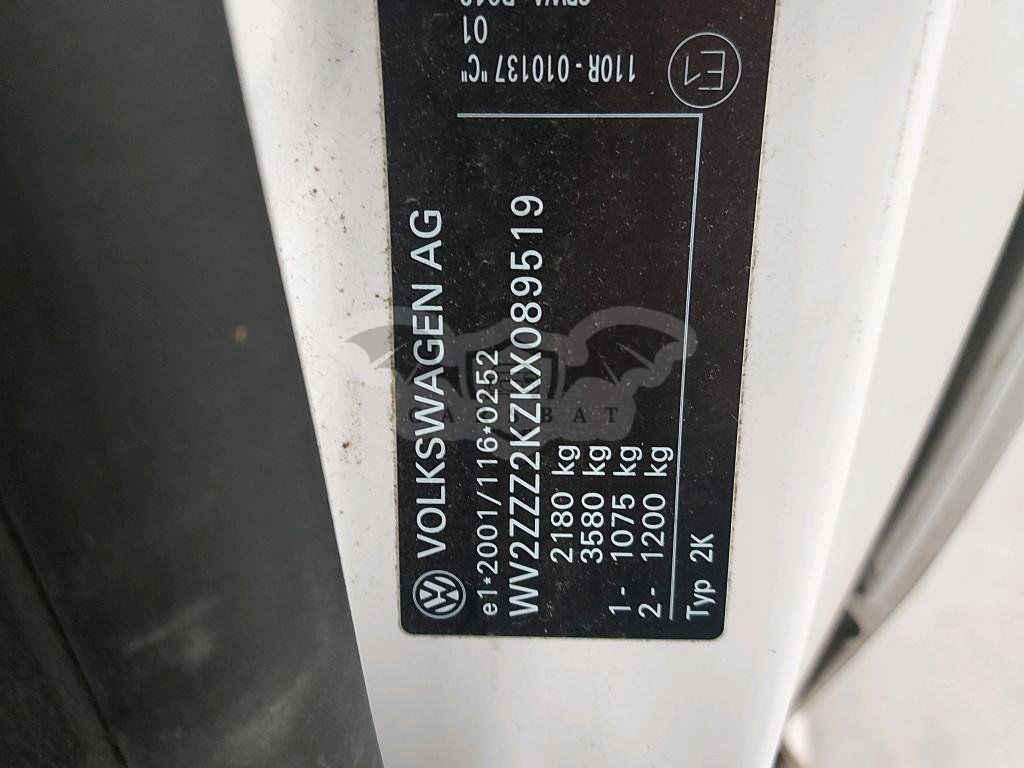 VOLKSWAGEN AG
e1*2001/116*0252
WV2ZZZ2KZKX089519
2180 kg
3580 kg
1- 1075 kg
2- 1200 kg
Typ 2K
E1
110R-010137 "C"
01
CARSBAT